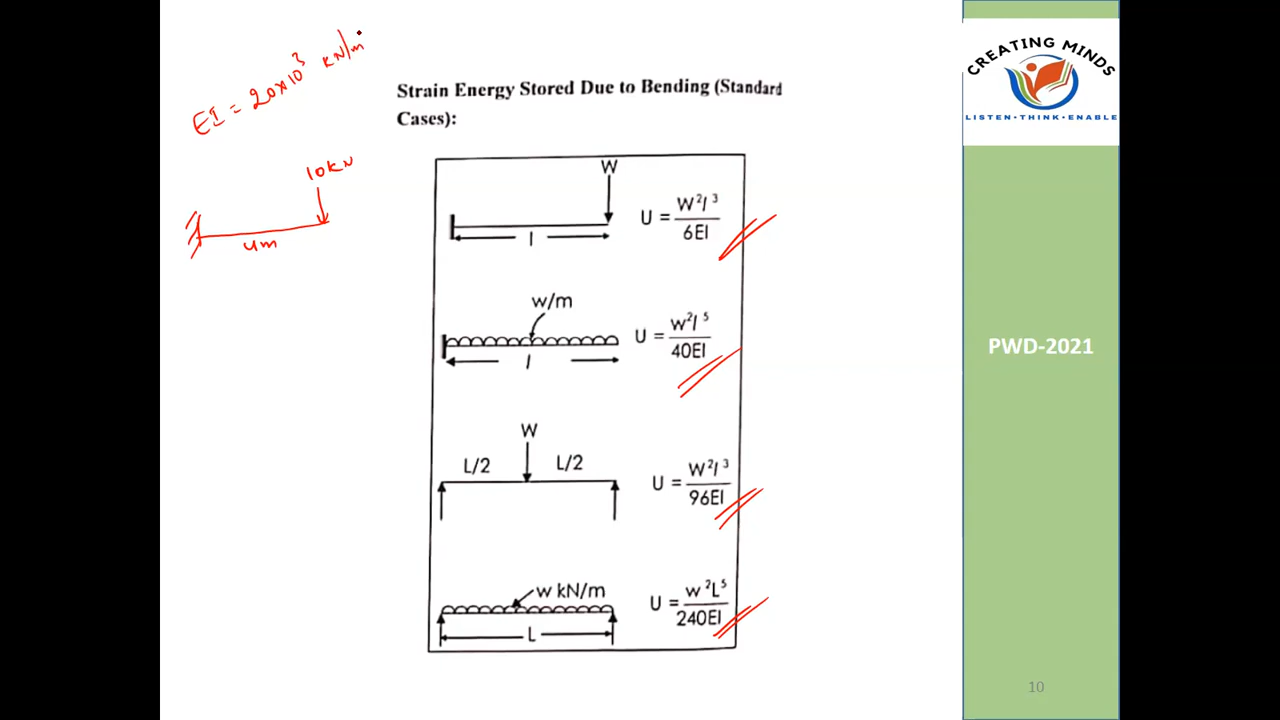 EI = 20×10³ kN/m
10kN
4m
Strain Energy Stored Due to Bending (Standard
Cases):
W
l
U = W²l³/6EI
w/m
l
U = w²l⁵/40EI
W
L/2 L/2
U = W²l³/96EI
w kN/m
L
U = w²L⁵/240EI
CREATING MINDS
LISTEN•THINK•ENABLE
PWD-2021
10